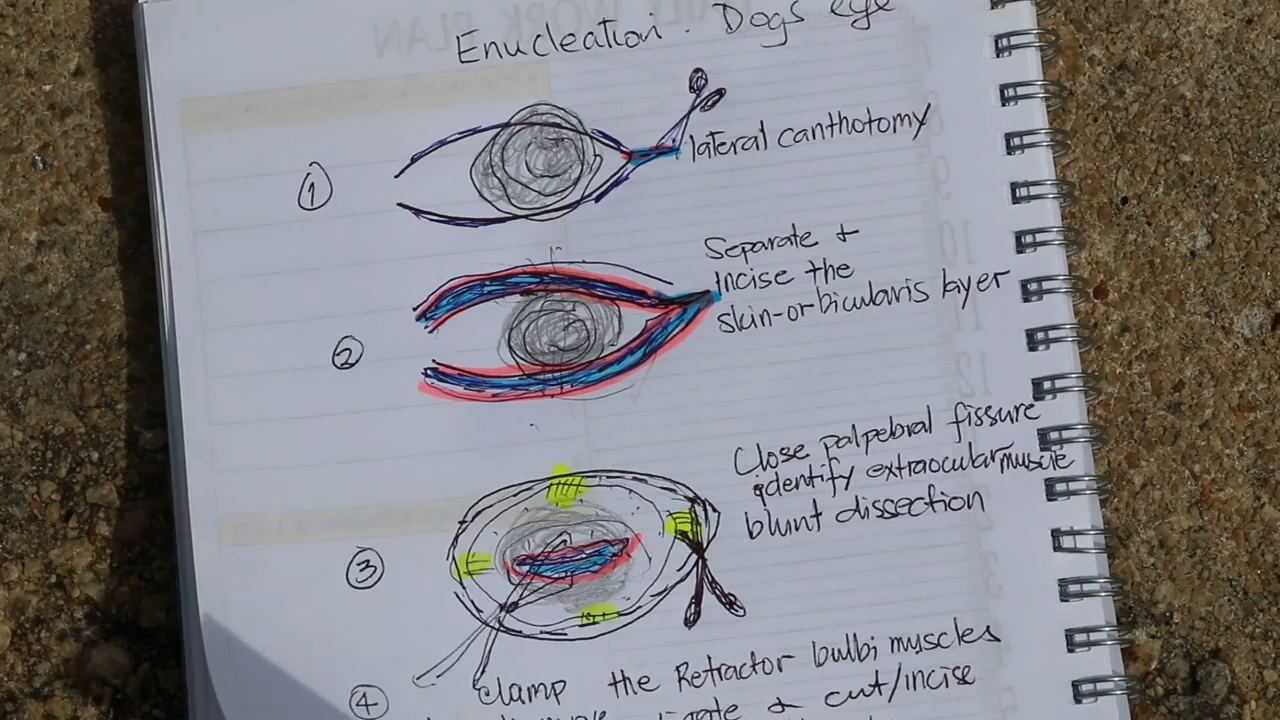 Enucleation. Dogs eye
①
lateral canthotomy
②
Separate &
Incise the
skin-orbicularis layer
③
Close palpebral fissure
identify extraocular muscle
blunt dissection
④
clamp the Retractor bulbi muscles
& cut/incise